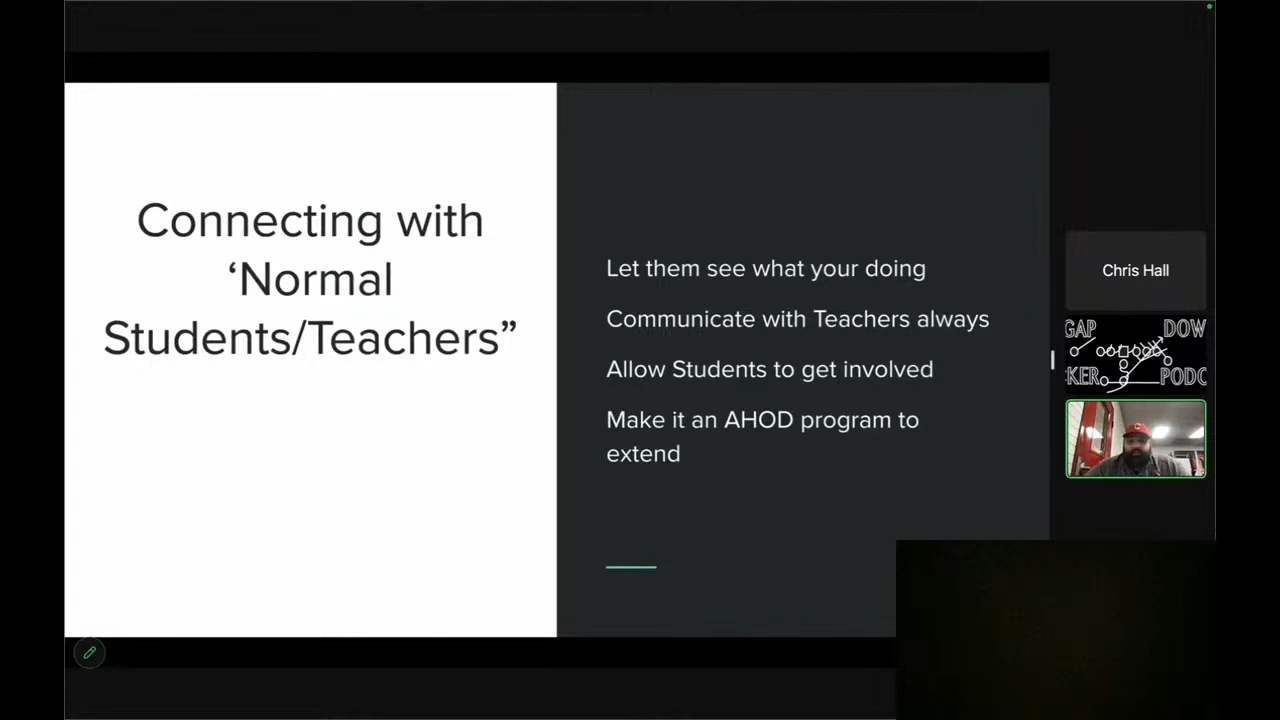 Connecting with
‘Normal
Students/Teachers”
Let them see what your doing
Communicate with Teachers always
Allow Students to get involved
Make it an AHOD program to
extend
Chris Hall
GAP DOW
KER PODC